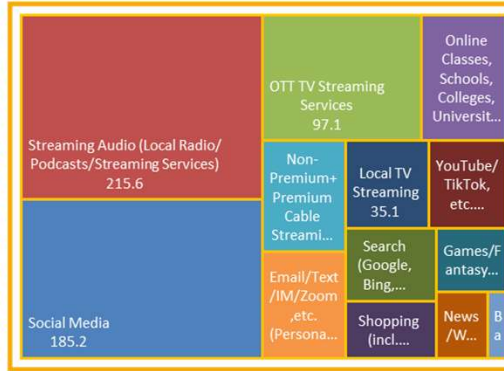 Streaming Audio (Local Radio/
Podcasts/Streaming Services)
215.6
Social Media
185.2
OTT TV Streaming
Services
97.1
Online
Classes,
Schools,
Colleges,
Universit...
Non-
Premium+
Premium
Cable
Streami...
Local TV
Streaming
35.1
YouTube/
TikTok,
etc....
Email/Text
/IM/Zoom
,etc.
(Persona...
Search
(Google,
Bing,...
Games/F
antasy...
Shopping
(incl....
News
/W...
B
a